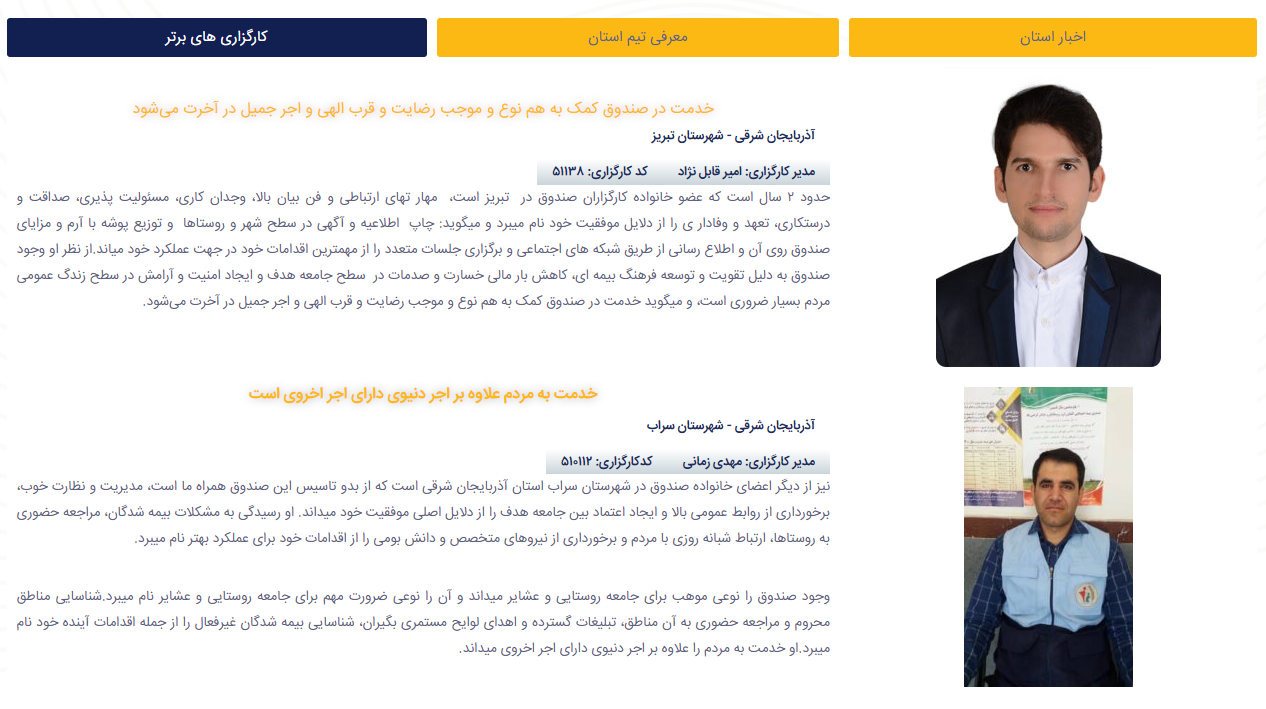 اخبار استان
معرفی تیم استان
کارگزاری های برتر
خدمت در صندوق کمک به هم نوع و موجب رضایت و قرب الهی و اجر جمیل در آخرت می‌شود
آذربایجان شرقی - شهرستان تبریز
مدیر کارگزاری: امیر قابل نژاد کد کارگزاری: ۵۱۱۳۸
حدود ۲ سال است که عضو خانواده کارگزاران صندوق در تبریز است، مهار تهای ارتباطی و فن بیان بالا، وجدان کاری، مسئولیت پذیری، صداقت و
درستکاری، تعهد و وفادار ی را از دلایل موفقیت خود نام میبرد و میگوید: چاپ اطلاعیه و آگهی در سطح شهر و روستاها و توزیع پوشه با آرم و مزایای
صندوق روی آن و اطلاع رسانی از طریق شبکه های اجتماعی و برگزاری جلسات متعدد را از مهمترین اقدامات خود در جهت عملکرد خود میاند.از نظر او وجود
صندوق به دلیل تقویت و توسعه فرهنگ بیمه ای، کاهش بار مالی خسارت و صدمات در سطح جامعه هدف و ایجاد امنیت و آرامش در سطح زندگ عمومی
مردم بسیار ضروری است، و میگوید خدمت در صندوق کمک به هم نوع و موجب رضایت و قرب الهی و اجر جمیل در آخرت می‌شود.
خدمت به مردم علاوه بر اجر دنیوی دارای اجر اخروی است
آذربایجان شرقی - شهرستان سراب
مدیر کارگزاری: مهدی زمانی کدکارگزاری: ۵۱۰۱۱۲
نیز از دیگر اعضای خانواده صندوق در شهرستان سراب استان آذربایجان شرقی است که از بدو تاسیس این صندوق همراه ما است، مدیریت و نظارت خوب،
برخورداری از روابط عمومی بالا و ایجاد اعتماد بین جامعه هدف را از دلایل اصلی موفقیت خود میداند. او رسیدگی به مشکلات بیمه شدگان، مراجعه حضوری
به روستاها، ارتباط شبانه روزی با مردم و برخورداری از نیروهای متخصص و دانش بومی را از اقدامات خود برای عملکرد بهتر نام میبرد.
وجود صندوق را نوعی موهب برای جامعه روستایی و عشایر میداند و آن را نوعی ضرورت مهم برای جامعه روستایی و عشایر نام میبرد.شناسایی مناطق
محروم و مراجعه حضوری به آن مناطق، تبلیغات گسترده و اهدای لوایح مستمری بگیران، شناسایی بیمه شدگان غیرفعال را از جمله اقدامات آینده خود نام
میبرد.او خدمت به مردم را علاوه بر اجر دنیوی دارای اجر اخروی میداند.